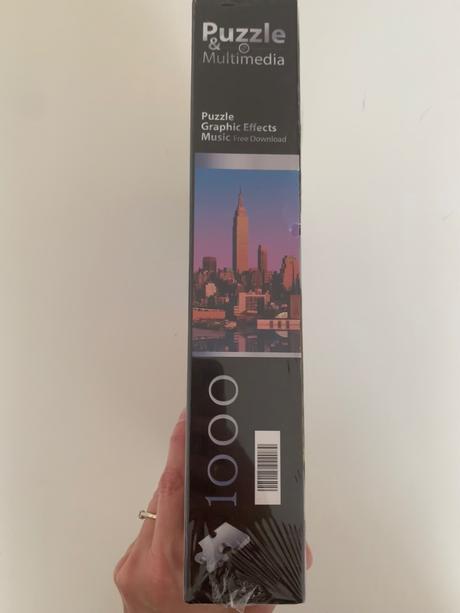 Puzzle
&
Multimedia
Puzzle
Graphic Effects
Music Free Download
1000